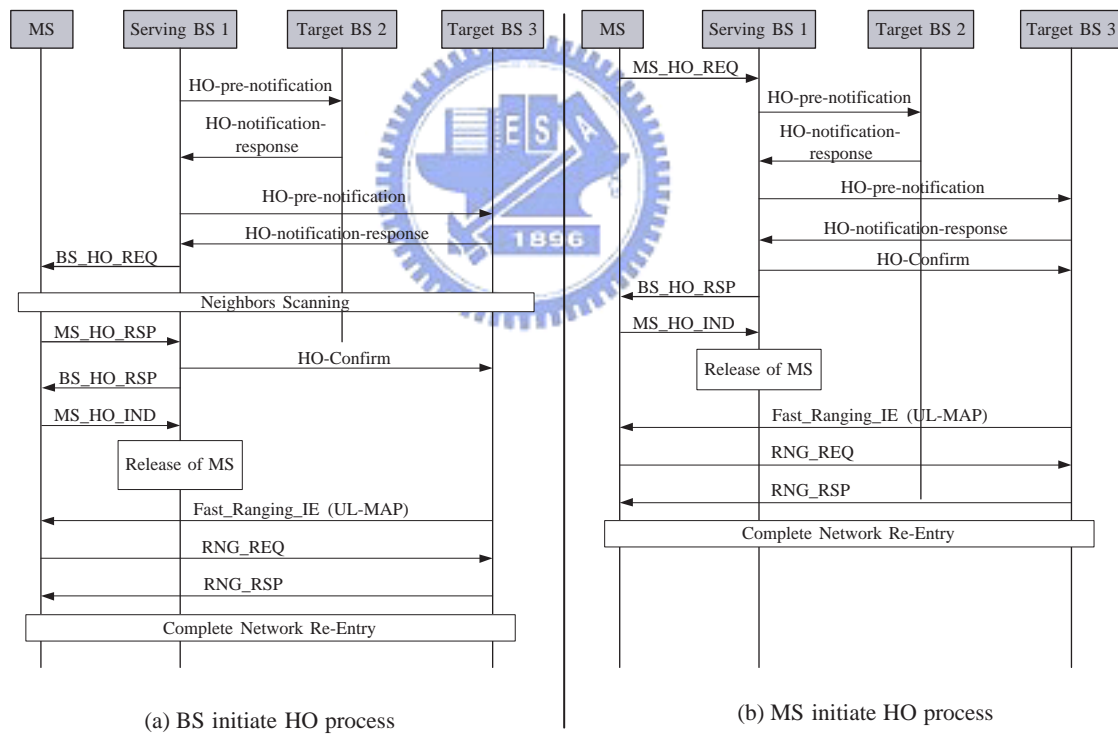 MS
Serving BS 1
Target BS 2
Target BS 3
HO-pre-notification
HO-notification-
response
HO-pre-notification
HO-notification-response
BS_HO_REQ
Neighbors Scanning
MS_HO_RSP
HO-Confirm
BS_HO_RSP
MS_HO_IND
Release of MS
Fast_Ranging_IE (UL-MAP)
RNG_REQ
RNG_RSP
Complete Network Re-Entry
(a) BS initiate HO process
MS
Serving BS 1
Target BS 2
Target BS 3
MS_HO_REQ
HO-pre-notification
HO-notification-
response
HO-pre-notification
HO-notification-response
HO-Confirm
BS_HO_RSP
MS_HO_IND
Release of MS
Fast_Ranging_IE (UL-MAP)
RNG_REQ
RNG_RSP
Complete Network Re-Entry
(b) MS initiate HO process
E S A
1896